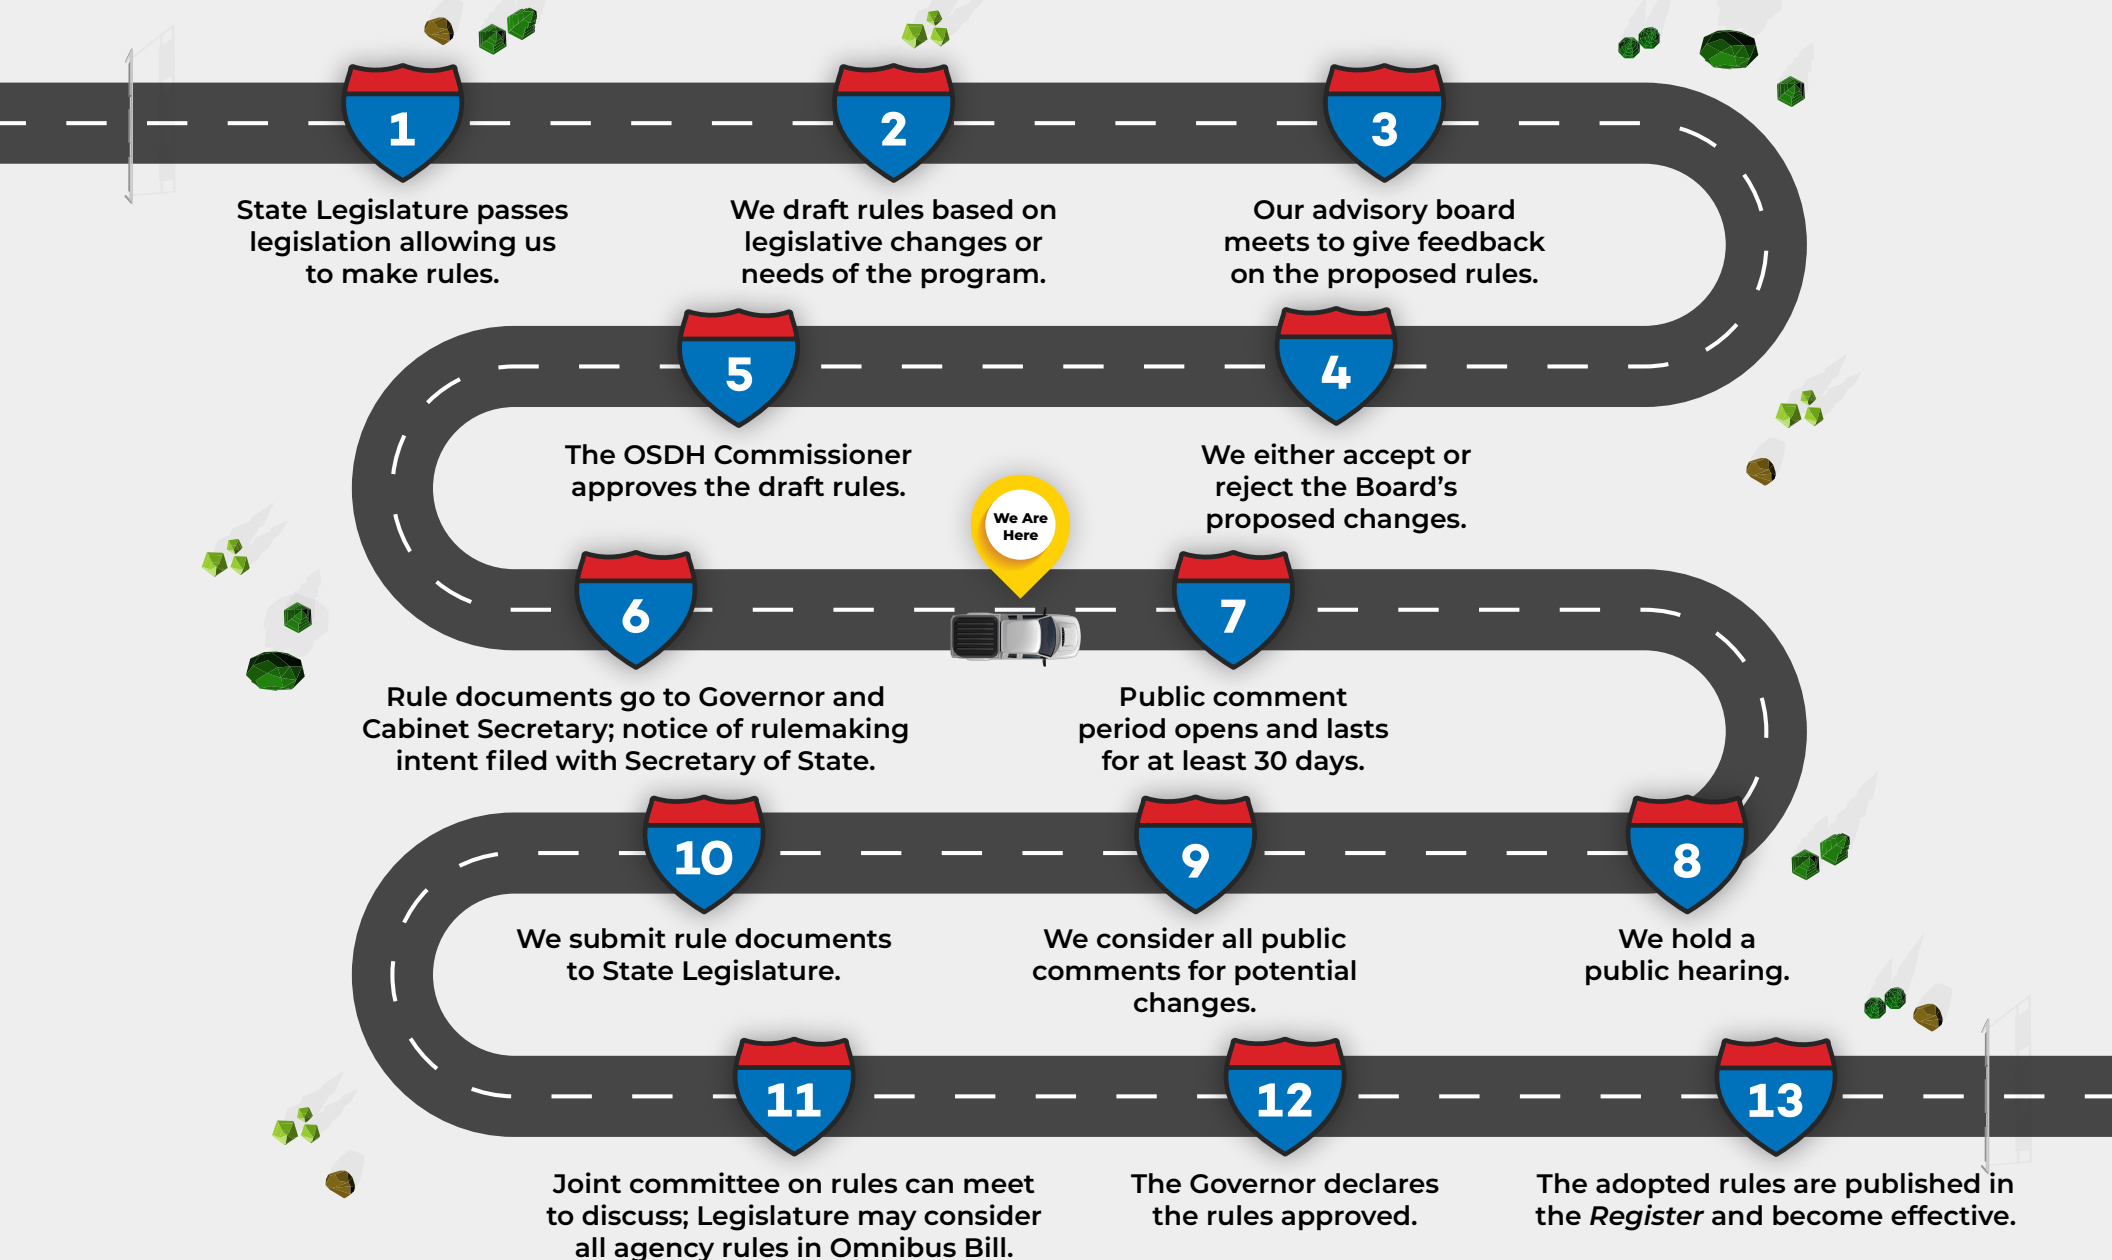 1
State Legislature passes
legislation allowing us
to make rules.
2
We draft rules based on
legislative changes or
needs of the program.
3
Our advisory board
meets to give feedback
on the proposed rules.
4
We either accept or
reject the Board’s
proposed changes.
5
The OSDH Commissioner
approves the draft rules.
6
Rule documents go to Governor and
Cabinet Secretary; notice of rulemaking
intent filed with Secretary of State.
We Are
Here
7
Public comment
period opens and lasts
for at least 30 days.
8
We hold a
public hearing.
9
We consider all public
comments for potential
changes.
10
We submit rule documents
to State Legislature.
11
Joint committee on rules can meet
to discuss; Legislature may consider
all agency rules in Omnibus Bill.
12
The Governor declares
the rules approved.
13
The adopted rules are published in
the Register and become effective.